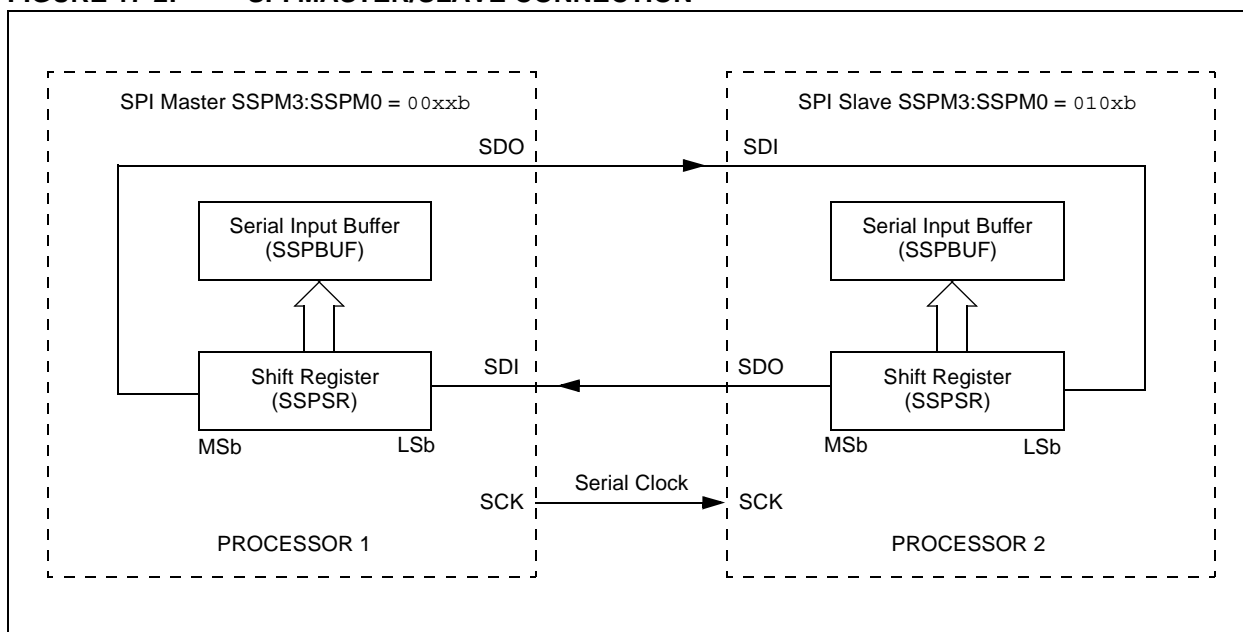 SPI Master SSPM3:SSPM0 = 00xxb
SPI Slave SSPM3:SSPM0 = 010xb
SDO
SDI
Serial Input Buffer
(SSPBUF)
Serial Input Buffer
(SSPBUF)
Shift Register
(SSPSR)
SDI
SDO
Shift Register
(SSPSR)
MSb
LSb
MSb
LSb
SCK
Serial Clock
SCK
PROCESSOR 1
PROCESSOR 2